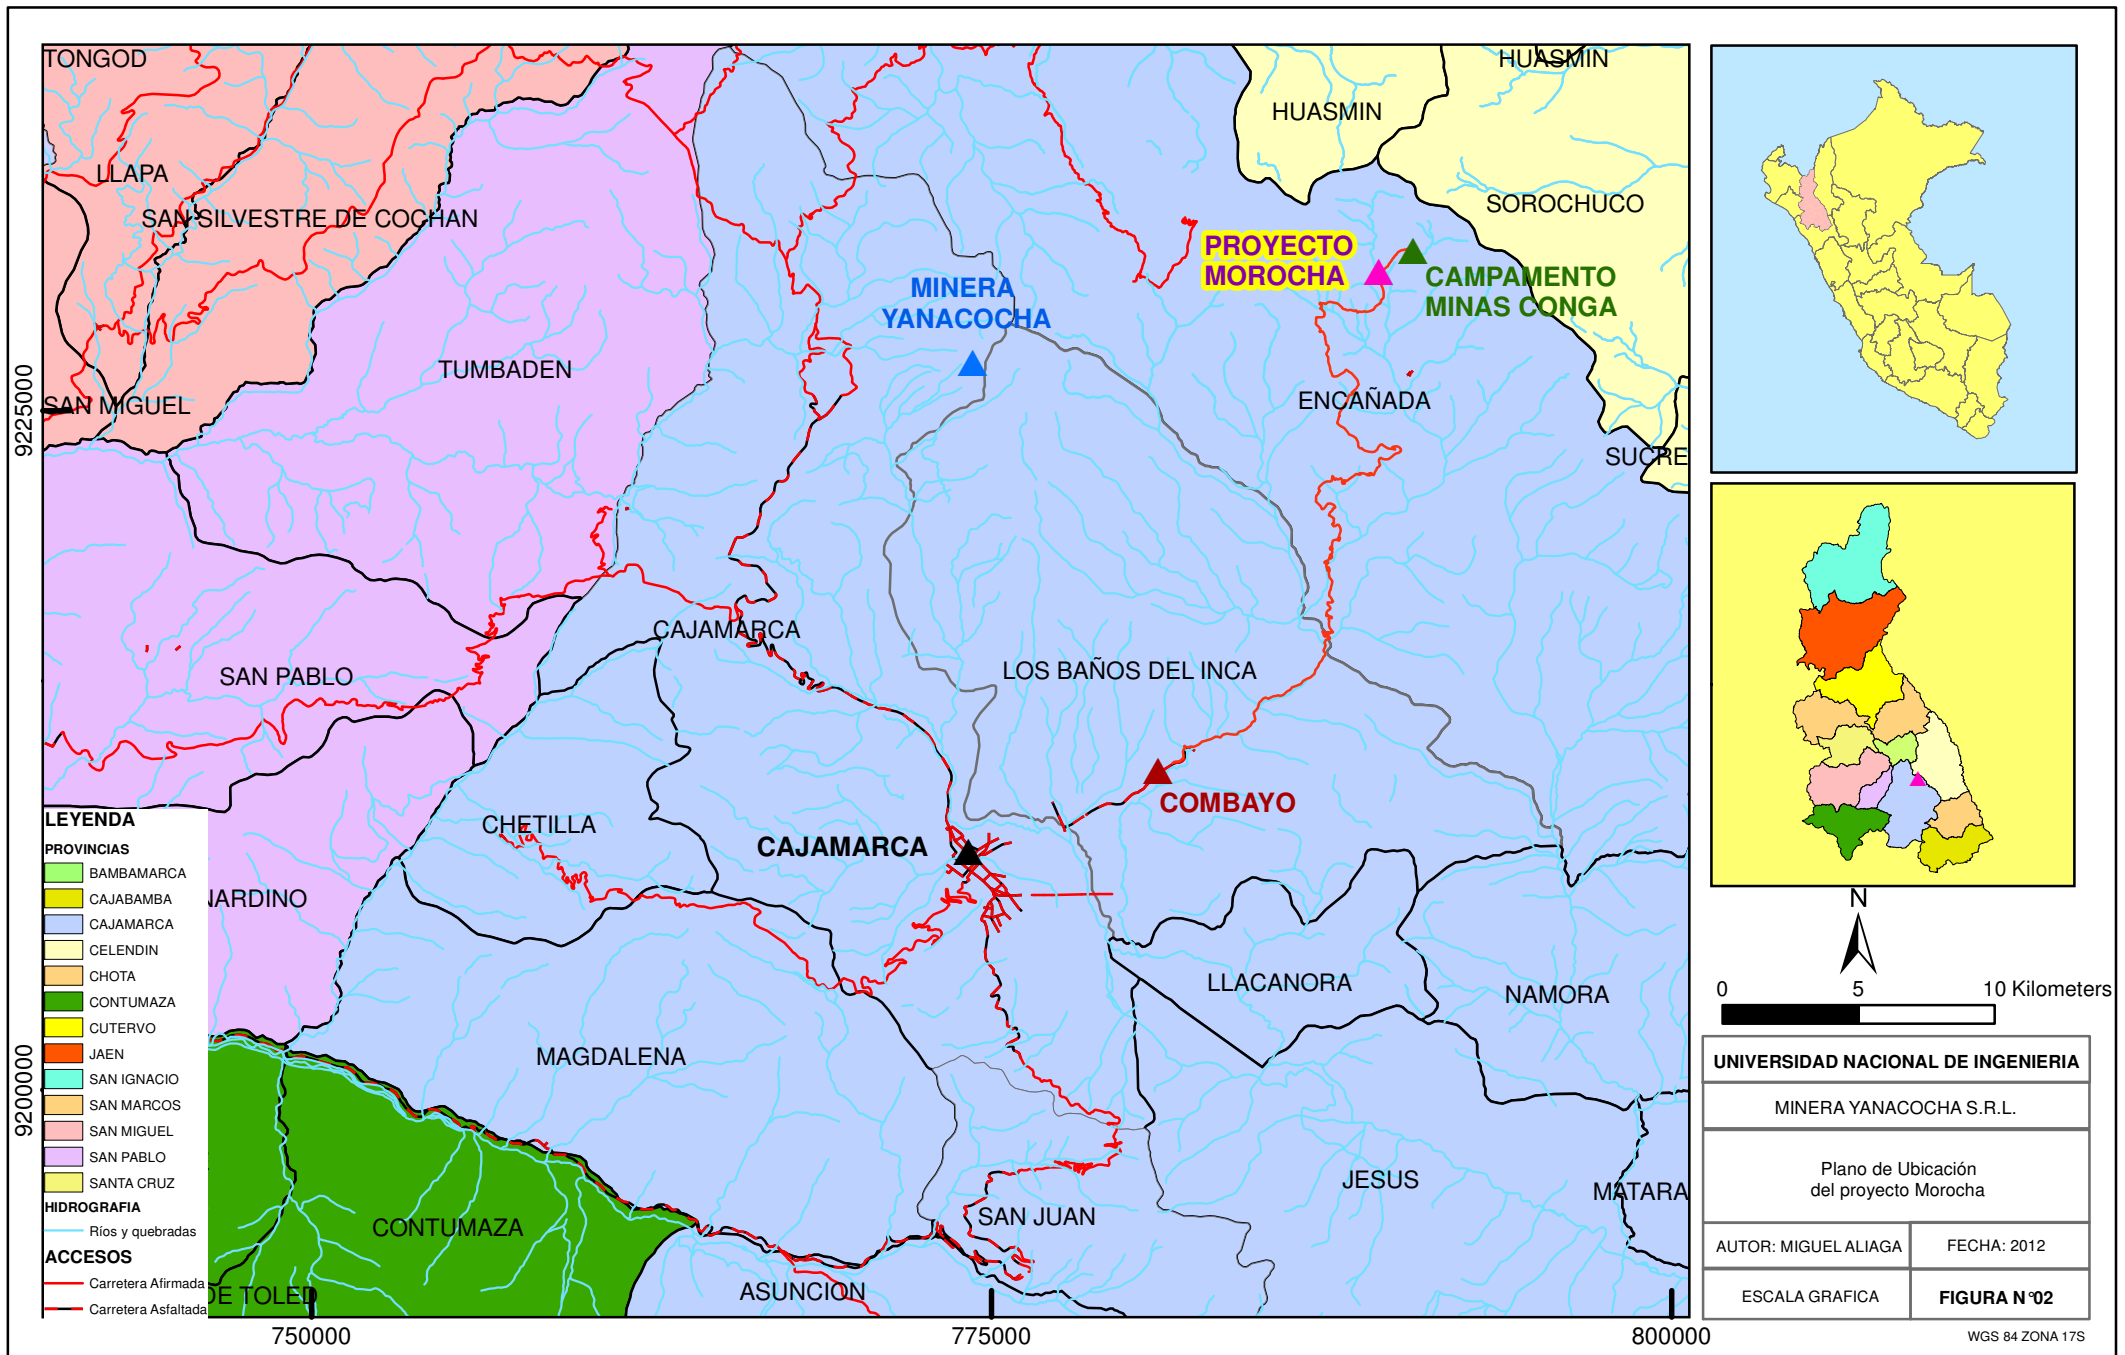 TONGOD
HUASMIN
HUASMIN
LLAPA
SAN SILVESTRE DE COCHAN
SOROCHUCO
PROYECTO
MOROCHA
CAMPAMENTO
MINAS CONGA
MINERA
YANACOCHA
TUMBADEN
ENCAÑADA
SAN MIGUEL
SUCRE
9225000
CAJAMARCA
LOS BAÑOS DEL INCA
SAN PABLO
COMBAYO
CHETILLA
CAJAMARCA
NARDINO
LLACANORA
NAMORA
MAGDALENA
9200000
JESUS
MATARA
SAN JUAN
CONTUMAZA
ASUNCION
DE TOLED
750000
775000
800000
LEYENDA
PROVINCIAS
BAMBAMARCA
CAJABAMBA
CAJAMARCA
CELENDIN
CHOTA
CONTUMAZA
CUTERVO
JAEN
SAN IGNACIO
SAN MARCOS
SAN MIGUEL
SAN PABLO
SANTA CRUZ
HIDROGRAFIA
Ríos y quebradas
ACCESOS
Carretera Afirmada
Carretera Asfaltada
N
0 5 10 Kilometers
UNIVERSIDAD NACIONAL DE INGENIERIA
MINERA YANACOCHA S.R.L.
Plano de Ubicación
del proyecto Morocha
AUTOR: MIGUEL ALIAGA
FECHA: 2012
ESCALA GRAFICA
FIGURA N°02
WGS 84 ZONA 17S